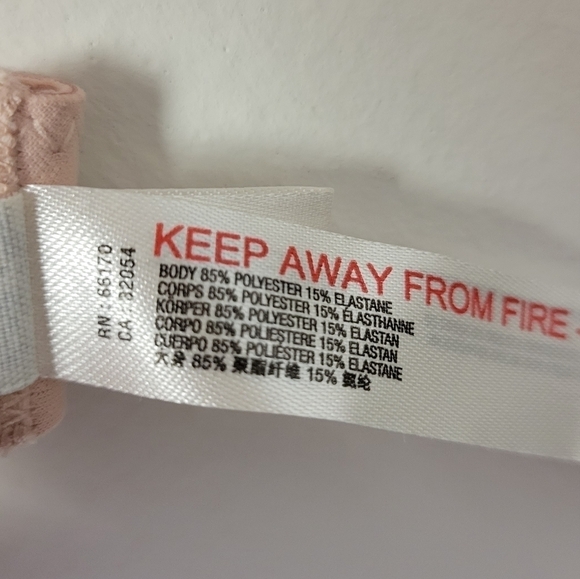 RN : 66170
CA : 32054
KEEP AWAY FROM FIRE -
BODY 85% POLYESTER 15% ELASTANE
CORPS 85% POLYESTER 15% ÉLASTHANNE
KÖRPER 85% POLYESTER 15% ELASTAN
CORPO 85% POLIESTERE 15% ELASTAN
CUERPO 85% POLIÉSTER 15% ELASTANE
大身 85% 聚酯纤维 15% 氨纶